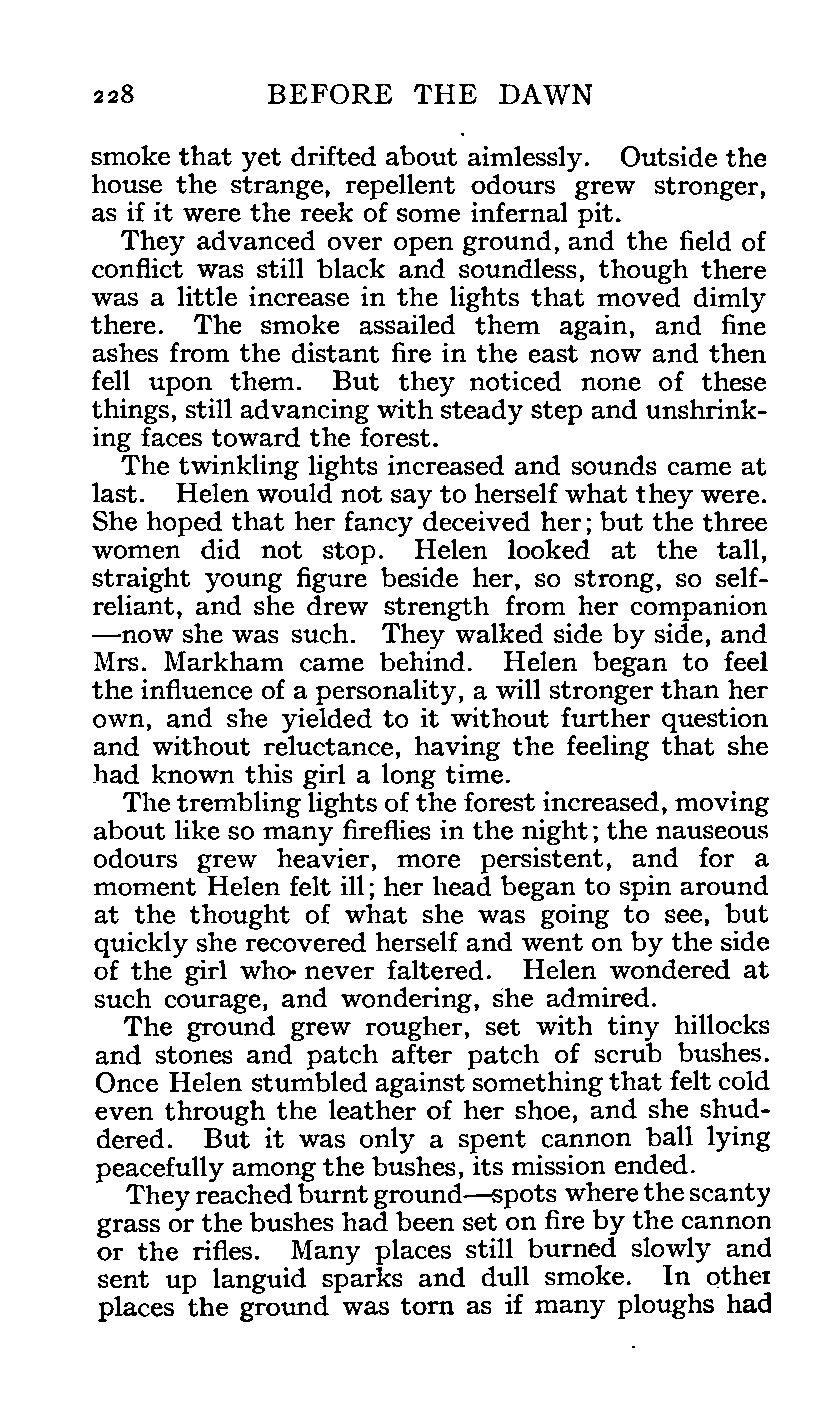 228 BEFORE THE DAWN
smoke that yet drifted about aimlessly. Outside the
house the strange, repellent odours grew stronger,
as if it were the reek of some infernal pit.
They advanced over open ground, and the field of
conflict was still black and soundless, though there
was a little increase in the lights that moved dimly
there. The smoke assailed them again, and fine
ashes from the distant fire in the east now and then
fell upon them. But they noticed none of these
things, still advancing with steady step and unshrink-
ing faces toward the forest.
The twinkling lights increased and sounds came at
last. Helen would not say to herself what they were.
She hoped that her fancy deceived her; but the three
women did not stop. Helen looked at the tall,
straight young figure beside her, so strong, so self-
reliant, and she drew strength from her companion
—now she was such. They walked side by side, and
Mrs. Markham came behind. Helen began to feel
the influence of a personality, a will stronger than her
own, and she yielded to it without further question
and without reluctance, having the feeling that she
had known this girl a long time.
The trembling lights of the forest increased, moving
about like so many fireflies in the night; the nauseous
odours grew heavier, more persistent, and for a
moment Helen felt ill; her head began to spin around
at the thought of what she was going to see, but
quickly she recovered herself and went on by the side
of the girl who never faltered. Helen wondered at
such courage, and wondering, she admired.
The ground grew rougher, set with tiny hillocks
and stones and patch after patch of scrub bushes.
Once Helen stumbled against something that felt cold
even through the leather of her shoe, and she shud-
dered. But it was only a spent cannon ball lying
peacefully among the bushes, its mission ended.
They reached burnt ground—spots where the scanty
grass or the bushes had been set on fire by the cannon
or the rifles. Many places still burned slowly and
sent up languid sparks and dull smoke. In other
places the ground was torn as if many ploughs had